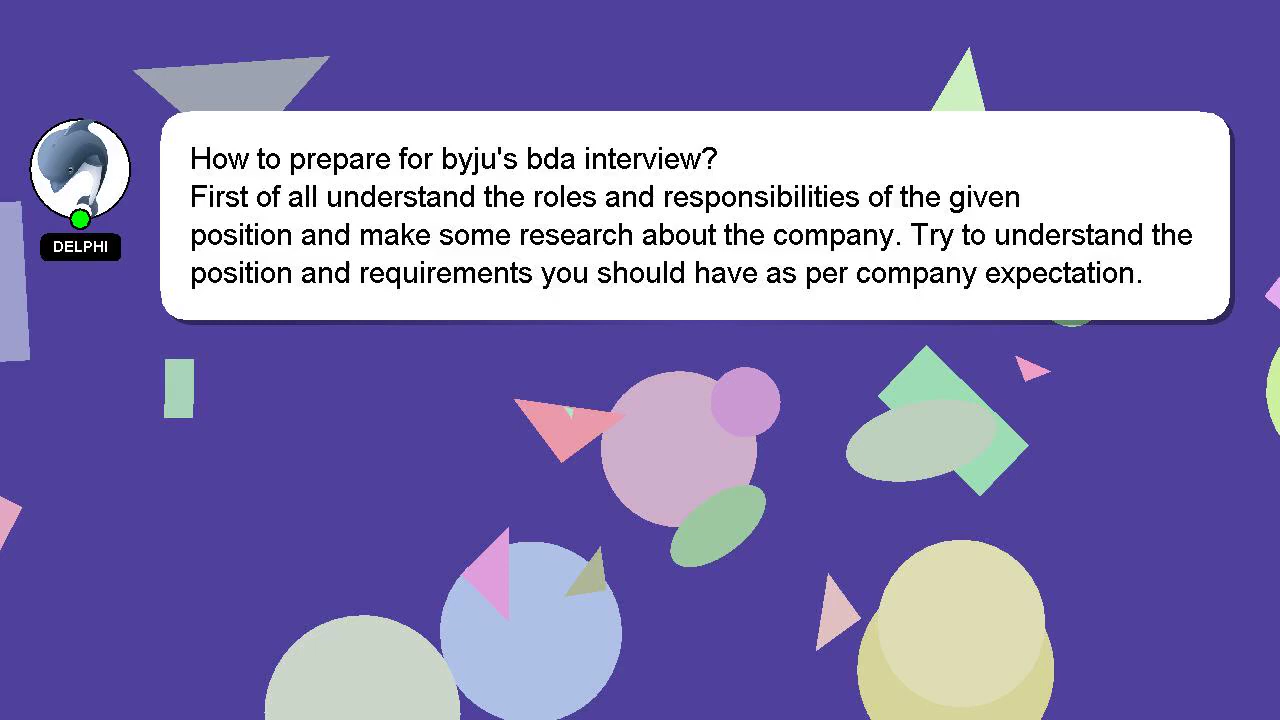 How to prepare for byju's bda interview?
First of all understand the roles and responsibilities of the given
position and make some research about the company. Try to understand the
position and requirements you should have as per company expectation.
DELPHI